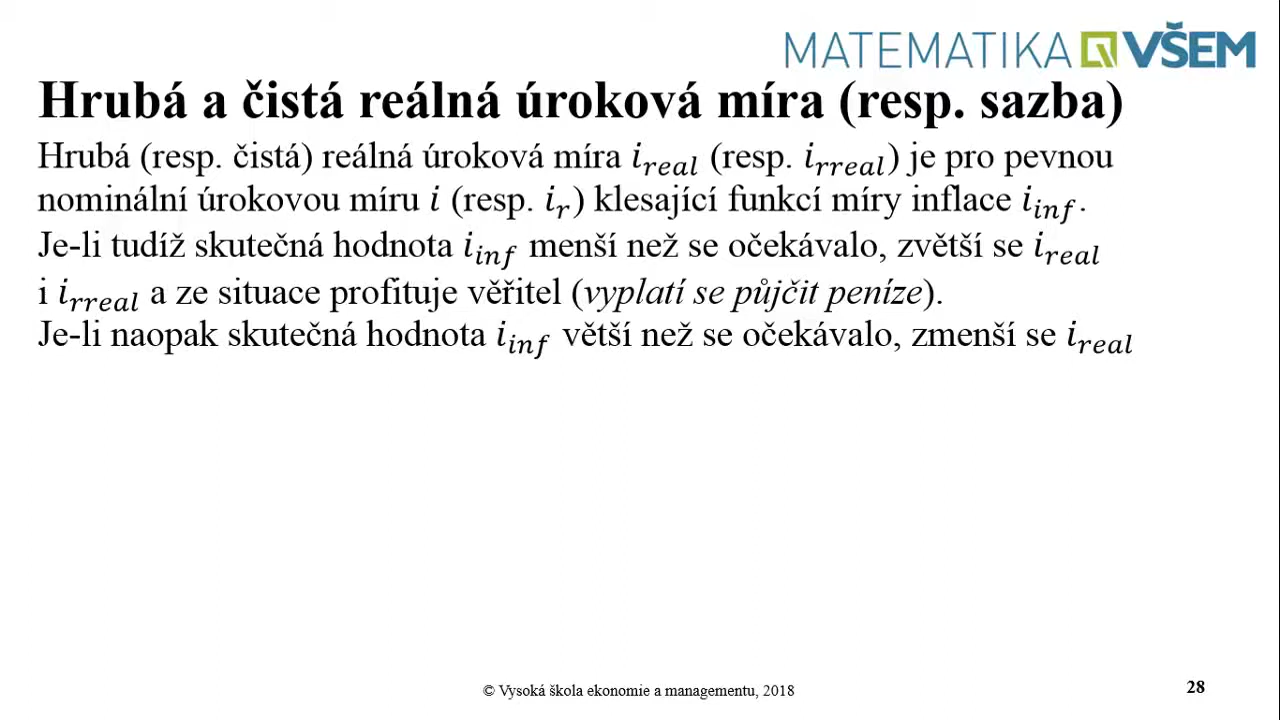 MATEMATIKA VŠEM
Hrubá a čistá reálná úroková míra (resp. sazba)
Hrubá (resp. čistá) reálná úroková míra i_real (resp. i_rreal) je pro pevnou
nominální úrokovou míru i (resp. i_r) klesající funkcí míry inflace i_inf.
Je-li tudíž skutečná hodnota i_inf menší než se očekávalo, zvětší se i_real
i i_rreal a ze situace profituje věřitel (vyplatí se půjčit peníze).
Je-li naopak skutečná hodnota i_inf větší než se očekávalo, zmenší se i_real
© Vysoká škola ekonomie a managementu, 2018
28